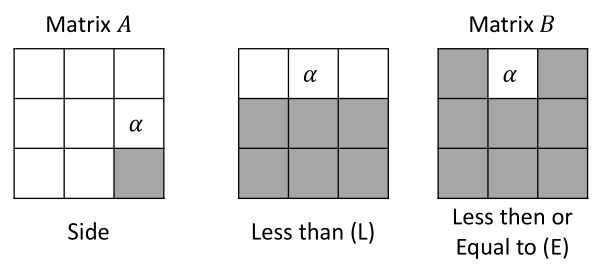 Matrix A
Matrix B
α
α
α
Side
Less than (L)
Less then or
Equal to (E)